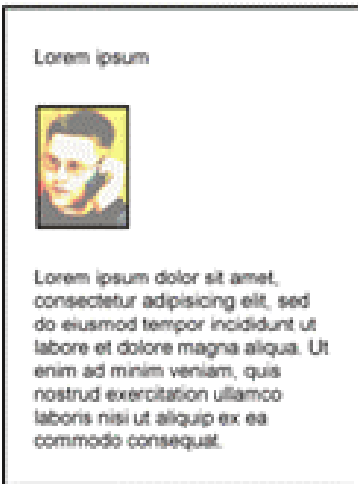 Lorem ipsum
Lorem ipsum dolor sit amet,
consectetur adipisicing elit, sed
do eiusmod tempor incididunt ut
labore et dolore magna aliqua. Ut
enim ad minim veniam, quis
nostrud exercitation ullamco
laboris nisi ut aliquip ex ea
commodo consequat.